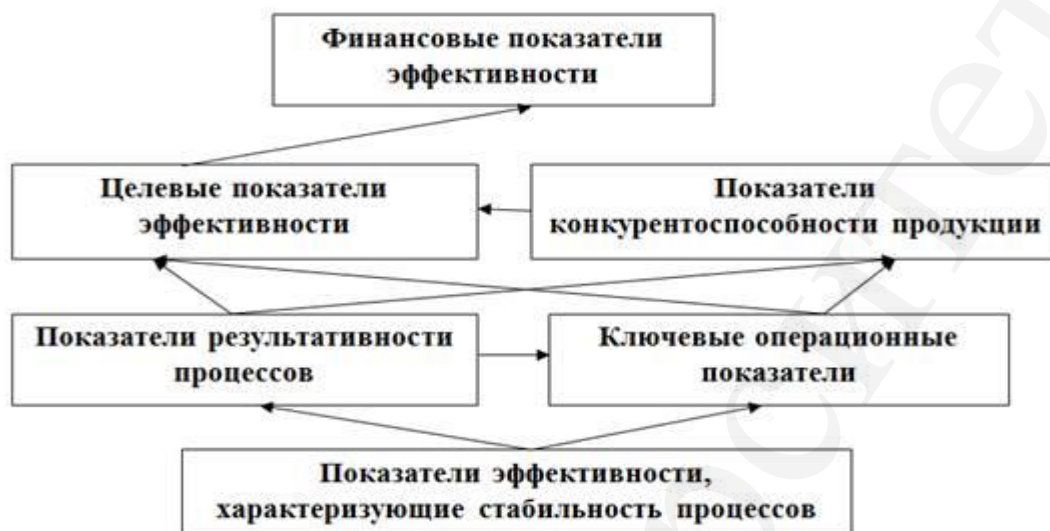 Финансовые показатели
эффективности
Целевые показатели
эффективности
Показатели
конкурентоспособности продукции
Показатели результативности
процессов
Ключевые операционные
показатели
Показатели эффективности,
характеризующие стабильность процессов